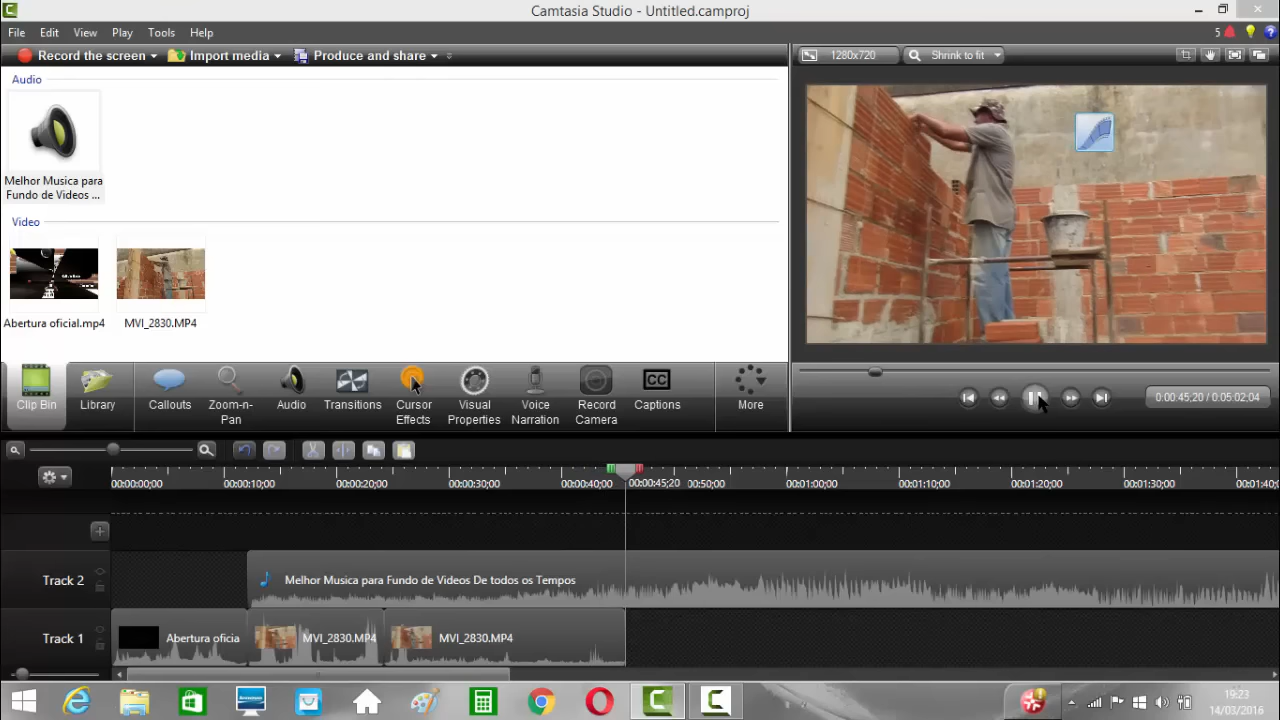 Camtasia Studio - Untitled.camproj
File Edit View Play Tools Help
5
Record the screen Import media Produce and share
1280x720 Shrink to fit
Audio
Melhor Musica para
Fundo de Videos ...
Video
Abertura oficial.mp4 MVI_2830.MP4
Clip Bin
Library
Callouts
Zoom-n-
Pan
Audio
Transitions
Cursor
Effects
Visual
Properties
Voice
Narration
Record
Camera
CC
Captions
More
0:00:45;20 / 0:05:02;04
00:00:00;00 00:00:10;00 00:00:20;00 00:00:30;00 00:00:40;00 00:00:45;20 00:50;00 00:01:00;00 00:01:10;00 00:01:20;00 00:01:30;00 00:01:40;
Track 2 Melhor Musica para Fundo de Videos De todos os Tempos
Track 1 Abertura oficia MVI_2830.MP4 MVI_2830.MP4
19:23
14/03/2016